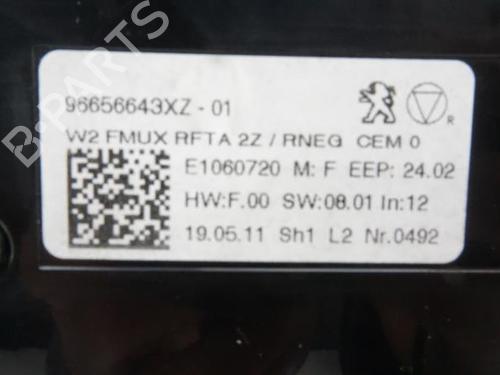 96656643XZ - 01
W2 FMUX RFTA 2Z / RNEG CEM 0
E1060720 M: F EEP: 24.02
HW:F.00 SW:08.01 In:12
19.05.11 Sh1 L2 Nr.0492
R
B-PARTS